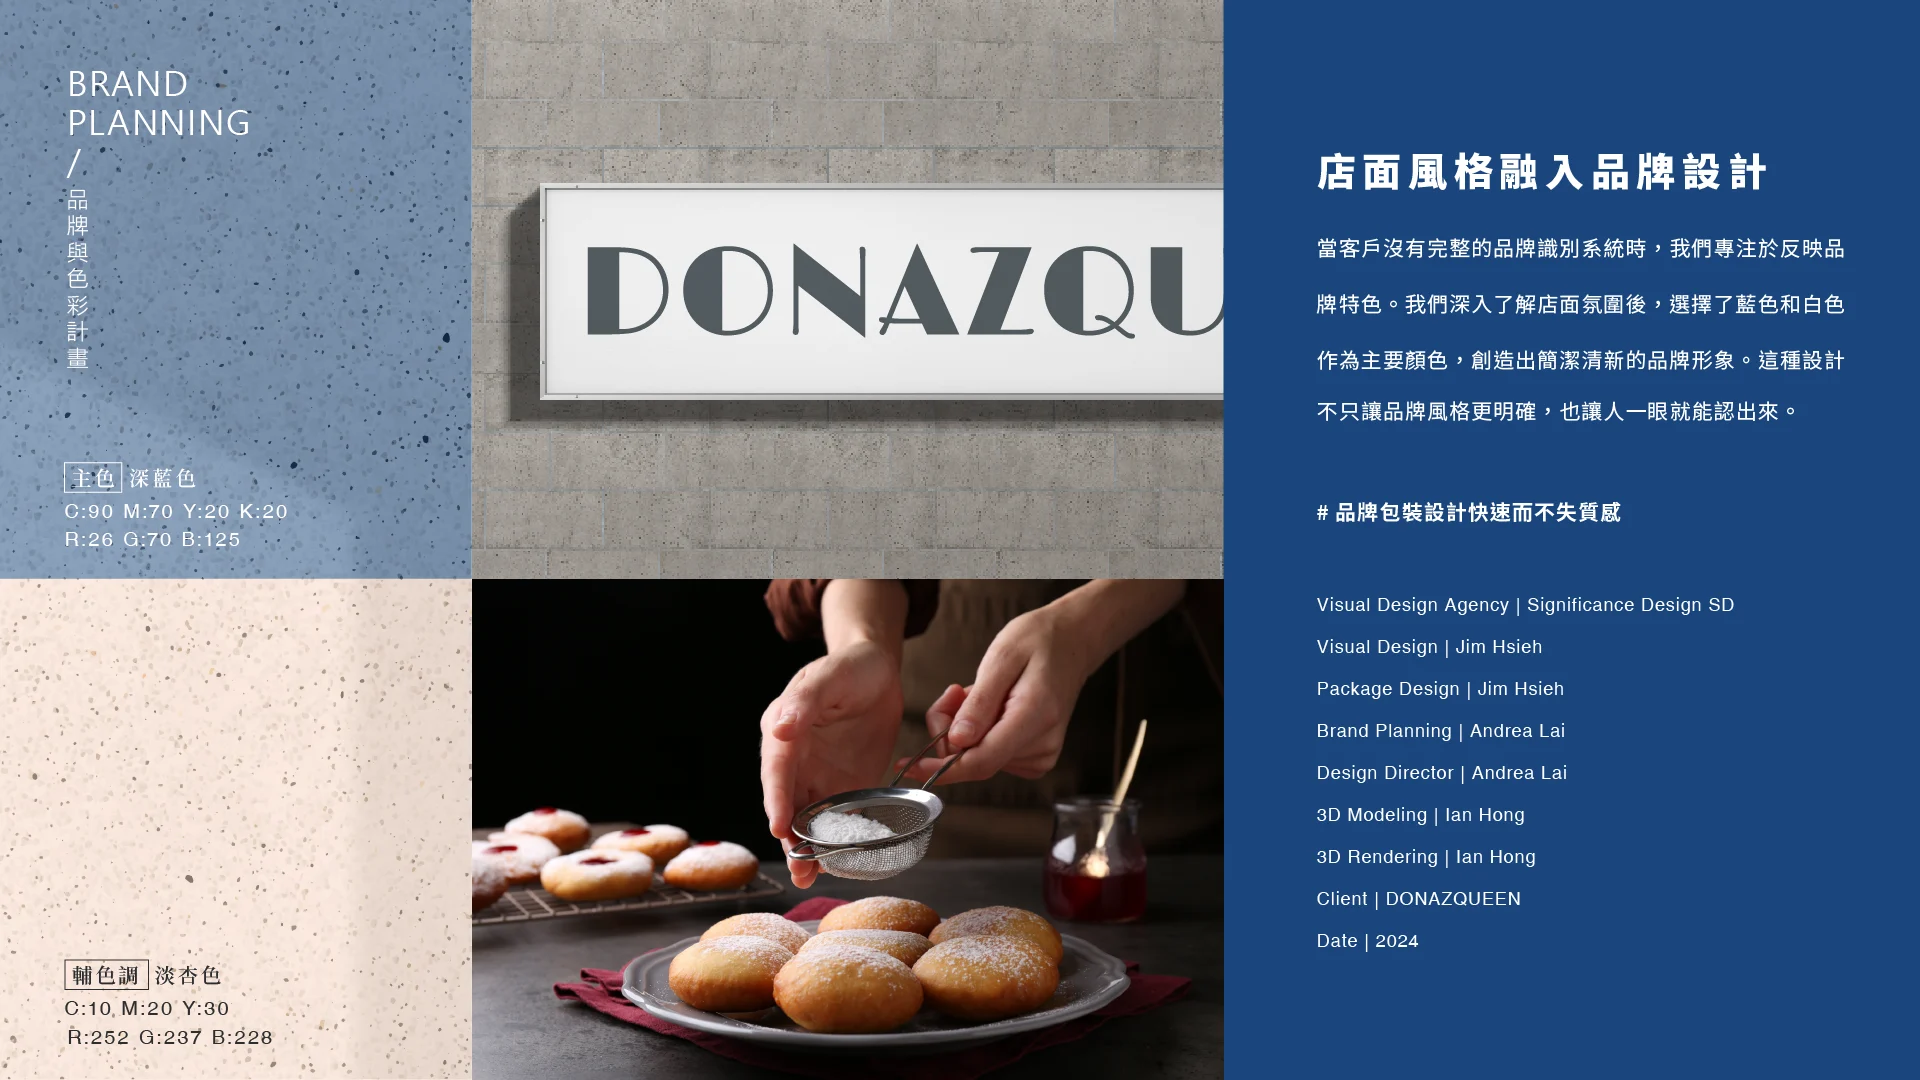 BRAND
PLANNING
/
品牌與色彩計畫
主色 深藍色
C:90 M:70 Y:20 K:20
R:26 G:70 B:125
輔色調 淡杏色
C:10 M:20 Y:30
R:252 G:237 B:228
DONAZQU
店面風格融入品牌設計
當客戶沒有完整的品牌識別系統時，我們專注於反映品
牌特色。我們深入了解店面氛圍後，選擇了藍色和白色
作為主要顏色，創造出簡潔清新的品牌形象。這種設計
不只讓品牌風格更明確，也讓人一眼就能認出來。
# 品牌包裝設計快速而不失質感
Visual Design Agency | Significance Design SD
Visual Design | Jim Hsieh
Package Design | Jim Hsieh
Brand Planning | Andrea Lai
Design Director | Andrea Lai
3D Modeling | Ian Hong
3D Rendering | Ian Hong
Client | DONAZQUEEN
Date | 2024